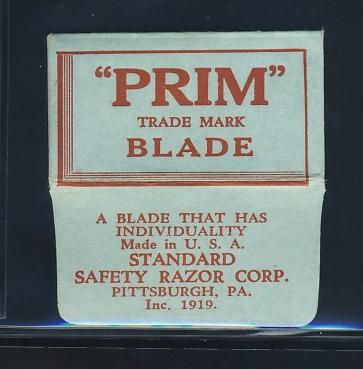 "PRIM"
TRADE MARK
BLADE
A BLADE THAT HAS
INDIVIDUALITY
Made in U. S. A.
STANDARD
SAFETY RAZOR CORP.
PITTSBURGH, PA.
Inc. 1919.